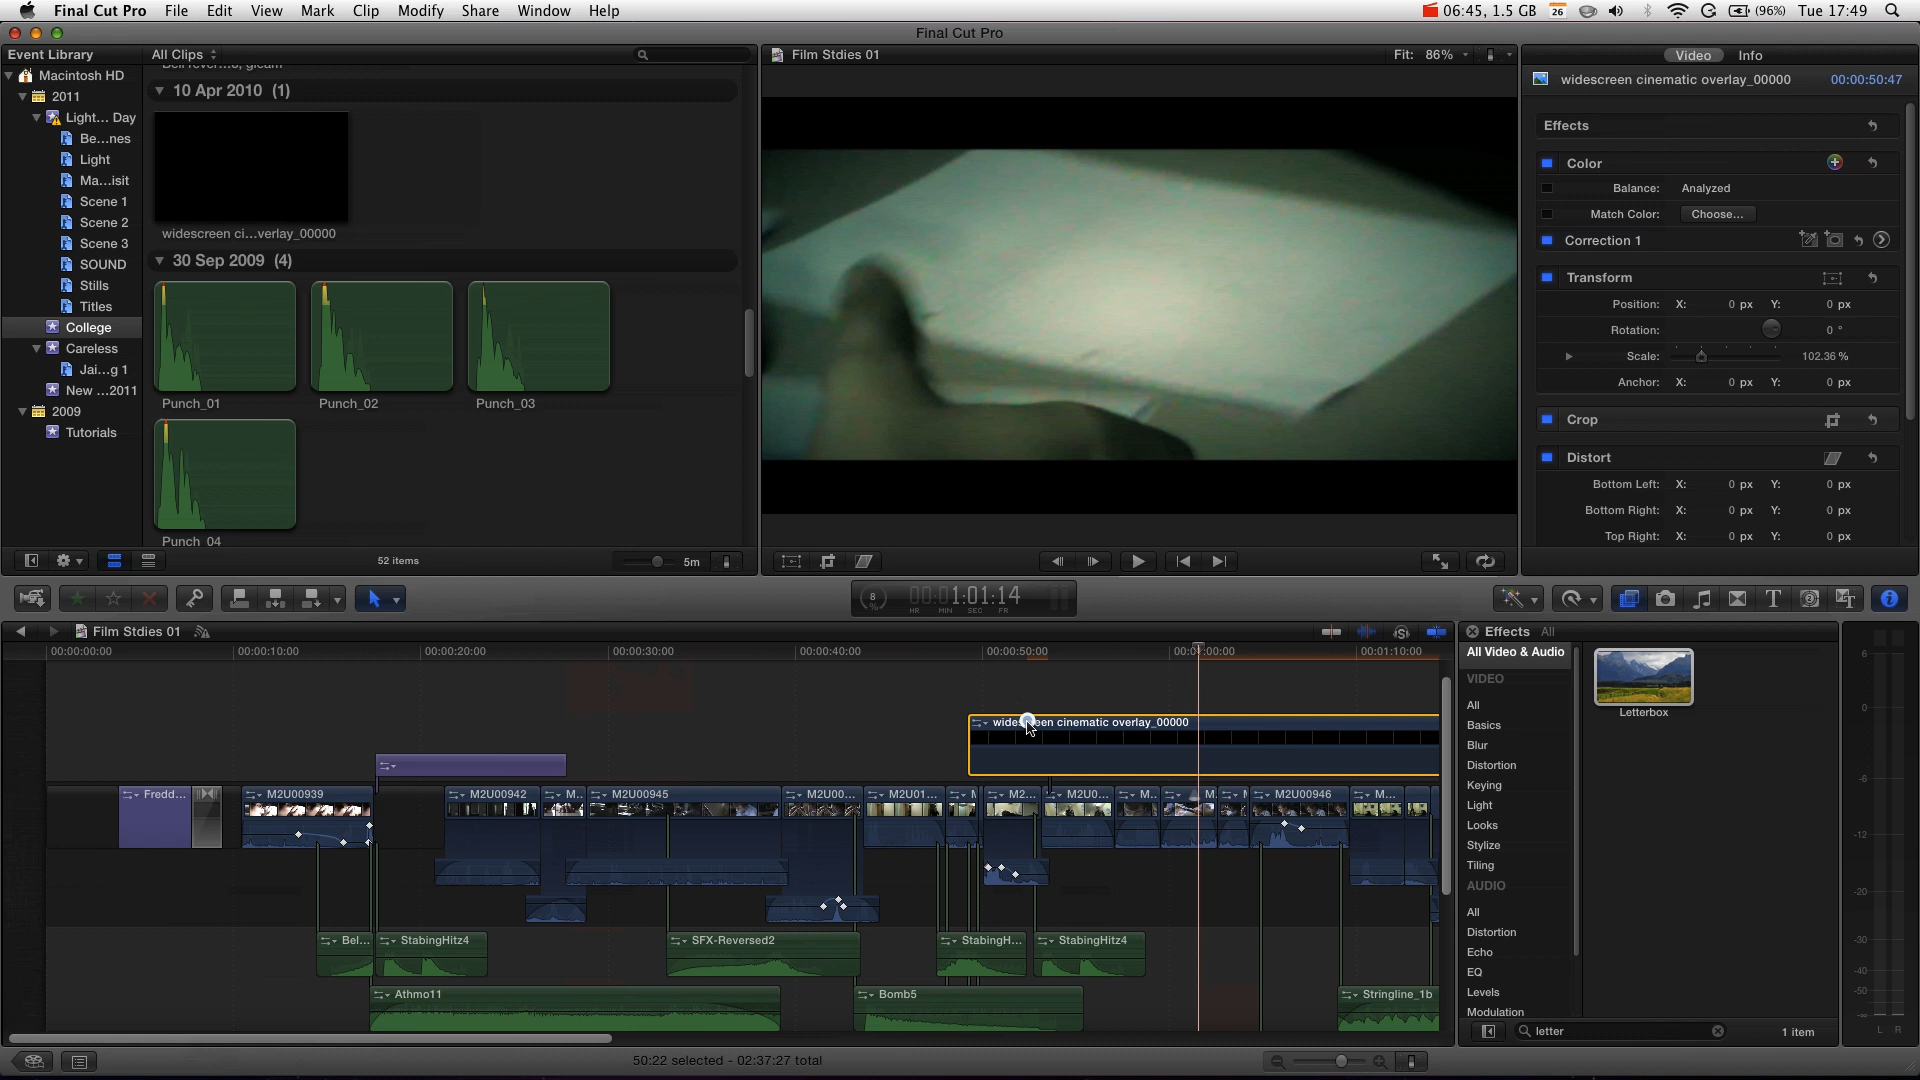 Final Cut Pro File Edit View Mark Clip Modify Share Window Help
06:45, 1.5 GB 26 (96%) Tue 17:49
Final Cut Pro
Event Library
Macintosh HD
2011
Light... Day
Be...nes
Light
Ma...isit
Scene 1
Scene 2
Scene 3
SOUND
Stills
Titles
College
Careless
Jai...g 1
New ...2011
2009
Tutorials
All Clips
10 Apr 2010 (1)
widescreen ci...verlay_00000
30 Sep 2009 (4)
Punch_01 Punch_02 Punch_03
Punch_04
52 items 5m
Film Stdies 01 Fit: 86%
Video Info
widescreen cinematic overlay_00000 00:00:50:47
Effects
Color
Balance: Analyzed
Match Color: Choose...
Correction 1
Transform
Position: X: 0 px Y: 0 px
Rotation: 0 °
Scale: 102.36 %
Anchor: X: 0 px Y: 0 px
Crop
Distort
Bottom Left: X: 0 px Y: 0 px
Bottom Right: X: 0 px Y: 0 px
Top Right: X: 0 px Y: 0 px
8 % 00:01:01:14
HR MIN SEC FR
Film Stdies 01
00:00:00:00 00:00:10:00 00:00:20:00 00:00:30:00 00:00:40:00 00:00:50:00 00:01:10:00
widescreen cinematic overlay_00000
Fredd... M2U00939 M2U00942 M... M2U00945 M2U00... M2U01... M M2... M2U0... M... M M M2U00946 M...
Bel... StabingHitz4 SFX-Reversed2 StabingH... StabingHitz4
Athmo11 Bomb5 Stringline_1b
50:22 selected - 02:37:27 total
Effects All
All Video & Audio
VIDEO
All
Basics
Blur
Distortion
Keying
Light
Looks
Stylize
Tiling
AUDIO
All
Distortion
Echo
EQ
Levels
Modulation
Letterbox
letter 1 item
6
0
-6
-12
-20
-30
-40
-50
L R